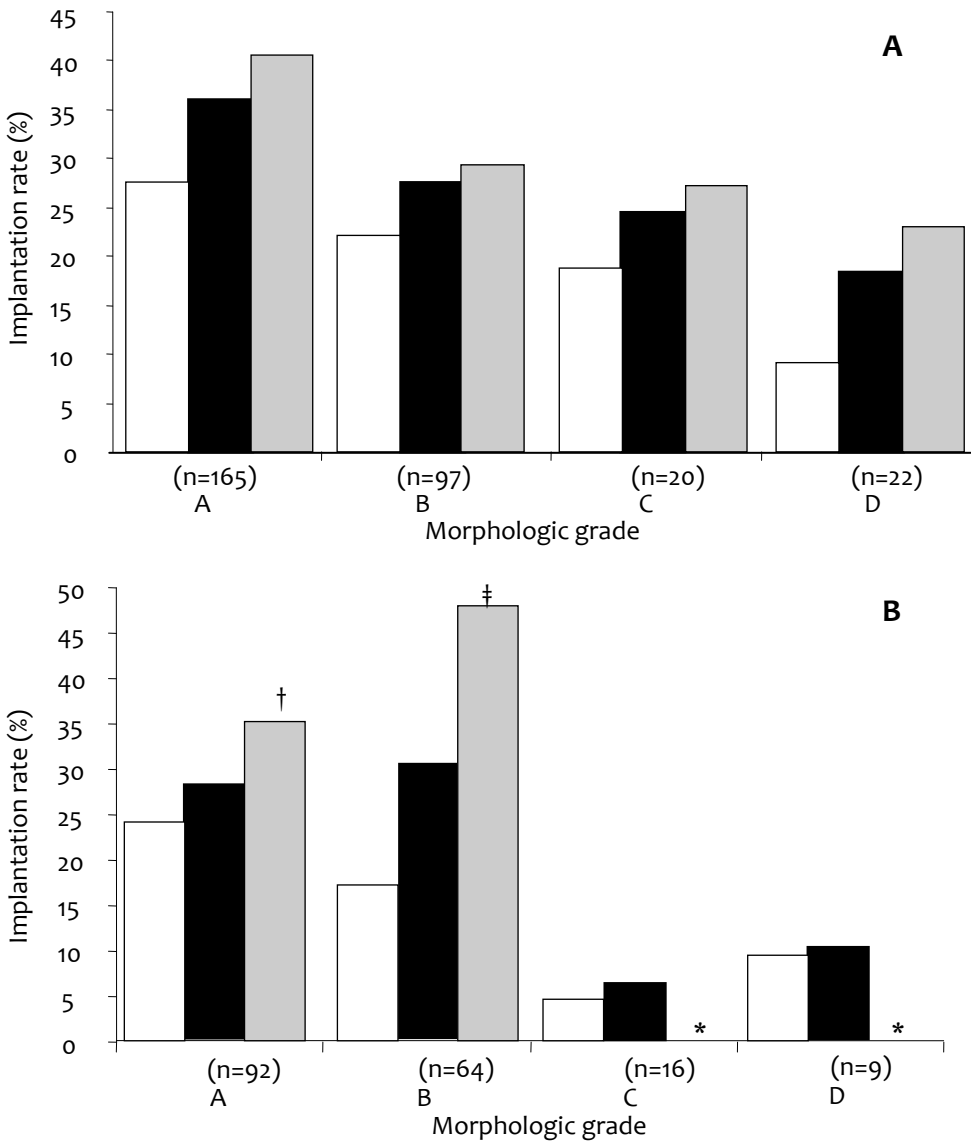 A
Implantation rate (%)
45
40
35
30
25
20
15
10
5
0
(n=165) (n=97) (n=20) (n=22)
A B C D
Morphologic grade
B
Implantation rate (%)
50
45
40
35
30
25
20
15
10
5
0
† ‡ * *
(n=92) (n=64) (n=16) (n=9)
A B C D
Morphologic grade